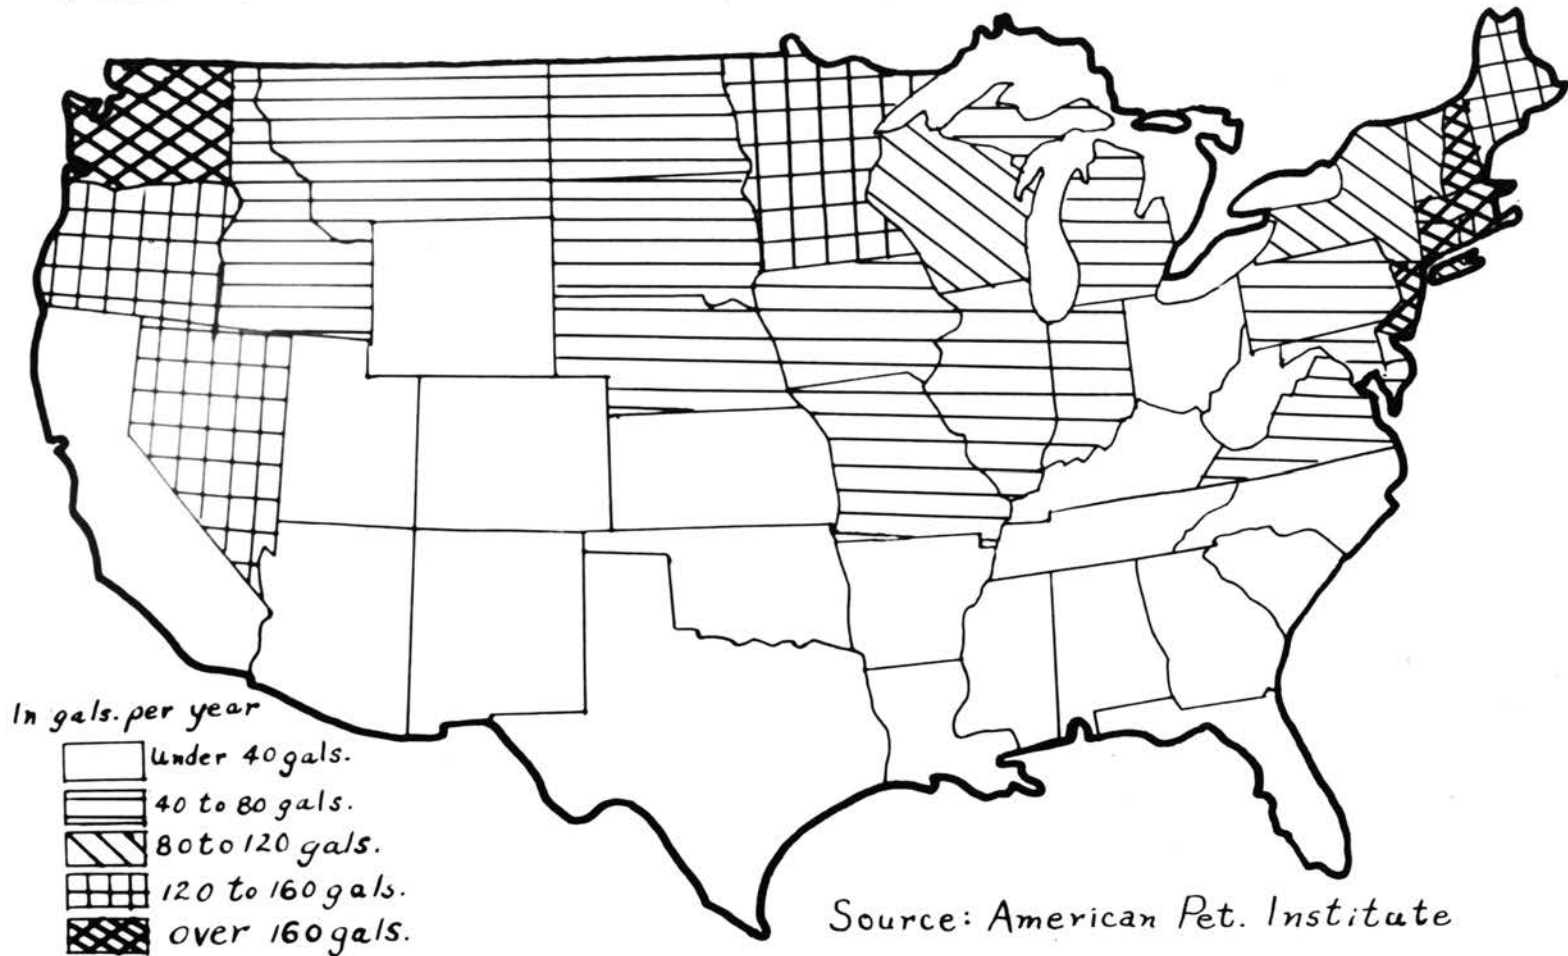 In gals. per year
Under 40 gals.
40 to 80 gals.
80 to 120 gals.
120 to 160 gals.
over 160 gals.
Source: American Pet. Institute